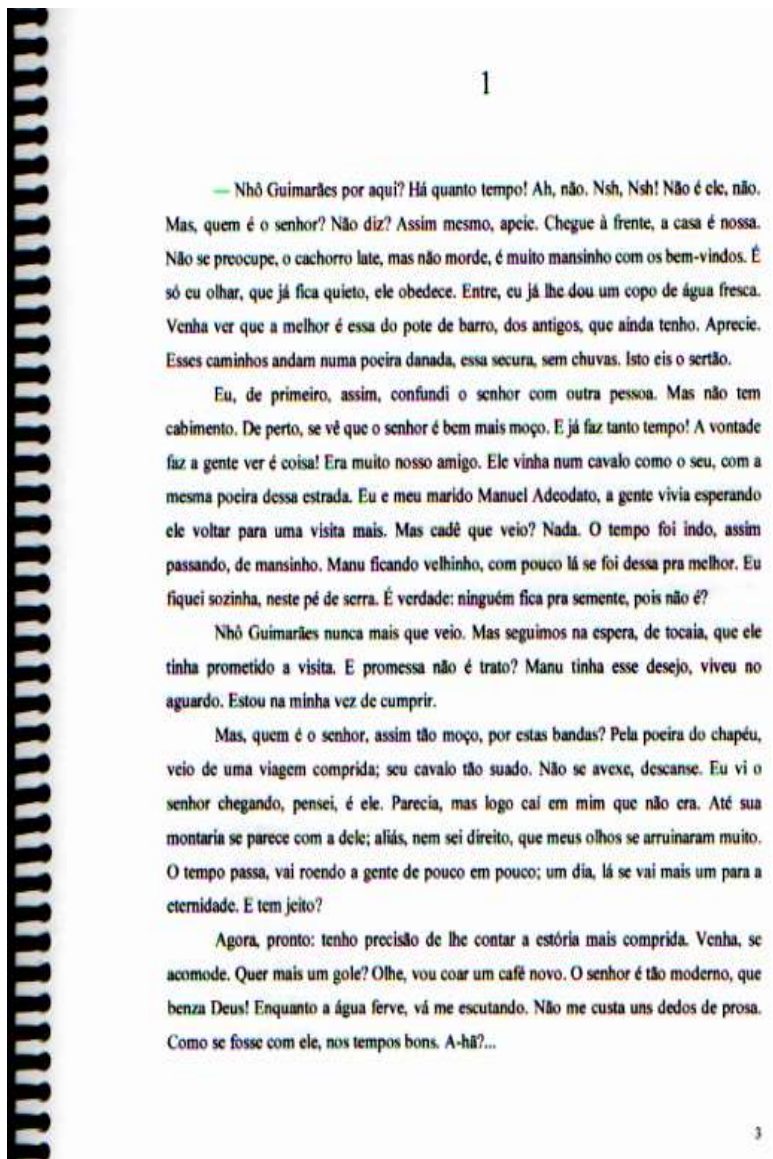 1
— Nhô Guimarães por aqui? Há quanto tempo! Ah, não. Nsh, Nsh! Não é ele, não.
Mas, quem é o senhor? Não diz? Assim mesmo, apeie. Chegue à frente, a casa é nossa.
Não se preocupe, o cachorro late, mas não morde, é muito mansinho com os bem-vindos. É
só eu olhar, que já fica quieto, ele obedece. Entre, eu já lhe dou um copo de água fresca.
Venha ver que a melhor é essa do pote de barro, dos antigos, que ainda tenho. Aprecie.
Esses caminhos andam numa poeira danada, essa secura, sem chuvas. Isto eis o sertão.
Eu, de primeiro, assim, confundi o senhor com outra pessoa. Mas não tem
cabimento. De perto, se vê que o senhor é bem mais moço. E já faz tanto tempo! A vontade
faz a gente ver é coisa! Era muito nosso amigo. Ele vinha num cavalo como o seu, com a
mesma poeira dessa estrada. Eu e meu marido Manuel Adeodato, a gente vivia esperando
ele voltar para uma visita mais. Mas cadê que veio? Nada. O tempo foi indo, assim
passando, de mansinho. Manu ficando velhinho, com pouco lá se foi dessa pra melhor. Eu
fiquei sozinha, neste pé de serra. É verdade: ninguém fica pra semente, pois não é?
Nhô Guimarães nunca mais que veio. Mas seguimos na espera, de tocaia, que ele
tinha prometido a visita. E promessa não é trato? Manu tinha esse desejo, viveu no
aguardo. Estou na minha vez de cumprir.
Mas, quem é o senhor, assim tão moço, por estas bandas? Pela poeira do chapéu,
veio de uma viagem comprida; seu cavalo tão suado. Não se avexe, descanse. Eu vi o
senhor chegando, pensei, é ele. Parecia, mas logo caí em mim que não era. Até sua
montaria se parece com a dele; aliás, nem sei direito, que meus olhos se arruinaram muito.
O tempo passa, vai roendo a gente de pouco em pouco; um dia, lá se vai mais um para a
eternidade. E tem jeito?
Agora, pronto: tenho precisão de lhe contar a estória mais comprida. Venha, se
acomode. Quer mais um gole? Olhe, vou coar um café novo. O senhor é tão moderno, que
benza Deus! Enquanto a água ferve, vá me escutando. Não me custa uns dedos de prosa.
Como se fosse com ele, nos tempos bons. A-hã?...
3